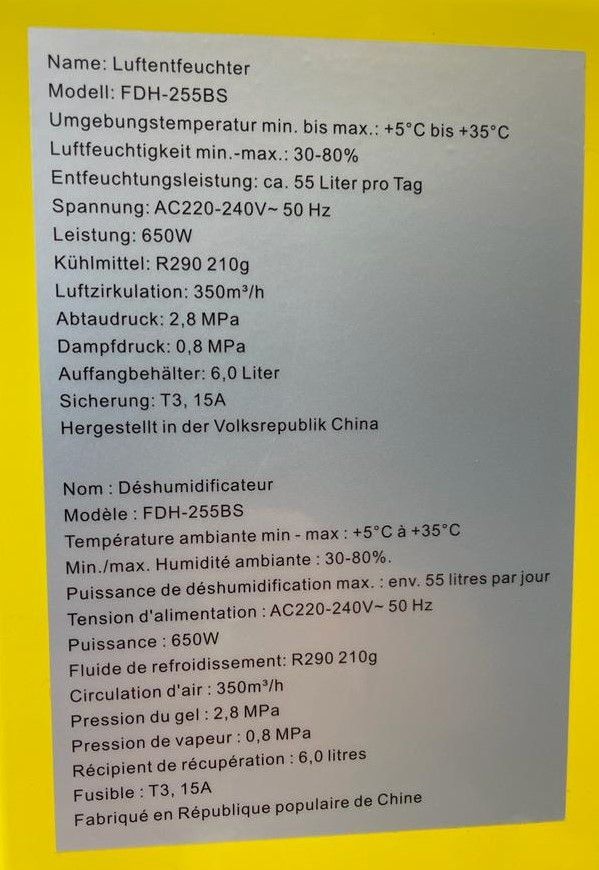 Name: Luftentfeuchter
Modell: FDH-255BS
Umgebungstemperatur min. bis max.: +5°C bis +35°C
Luftfeuchtigkeit min.-max.: 30-80%
Entfeuchtungsleistung: ca. 55 Liter pro Tag
Spannung: AC220-240V~ 50 Hz
Leistung: 650W
Kühlmittel: R290 210g
Luftzirkulation: 350m³/h
Abtaudruck: 2,8 MPa
Dampfdruck: 0,8 MPa
Auffangbehälter: 6,0 Liter
Sicherung: T3, 15A
Hergestellt in der Volksrepublik China
Nom : Déshumidificateur
Modèle : FDH-255BS
Température ambiante min - max : +5°C à +35°C
Min./max. Humidité ambiante : 30-80%.
Puissance de déshumidification max. : env. 55 litres par jour
Tension d'alimentation : AC220-240V~ 50 Hz
Puissance : 650W
Fluide de refroidissement: R290 210g
Circulation d'air : 350m³/h
Pression du gel : 2,8 MPa
Pression de vapeur : 0,8 MPa
Récipient de récupération : 6,0 litres
Fusible : T3, 15A
Fabriqué en République populaire de Chine